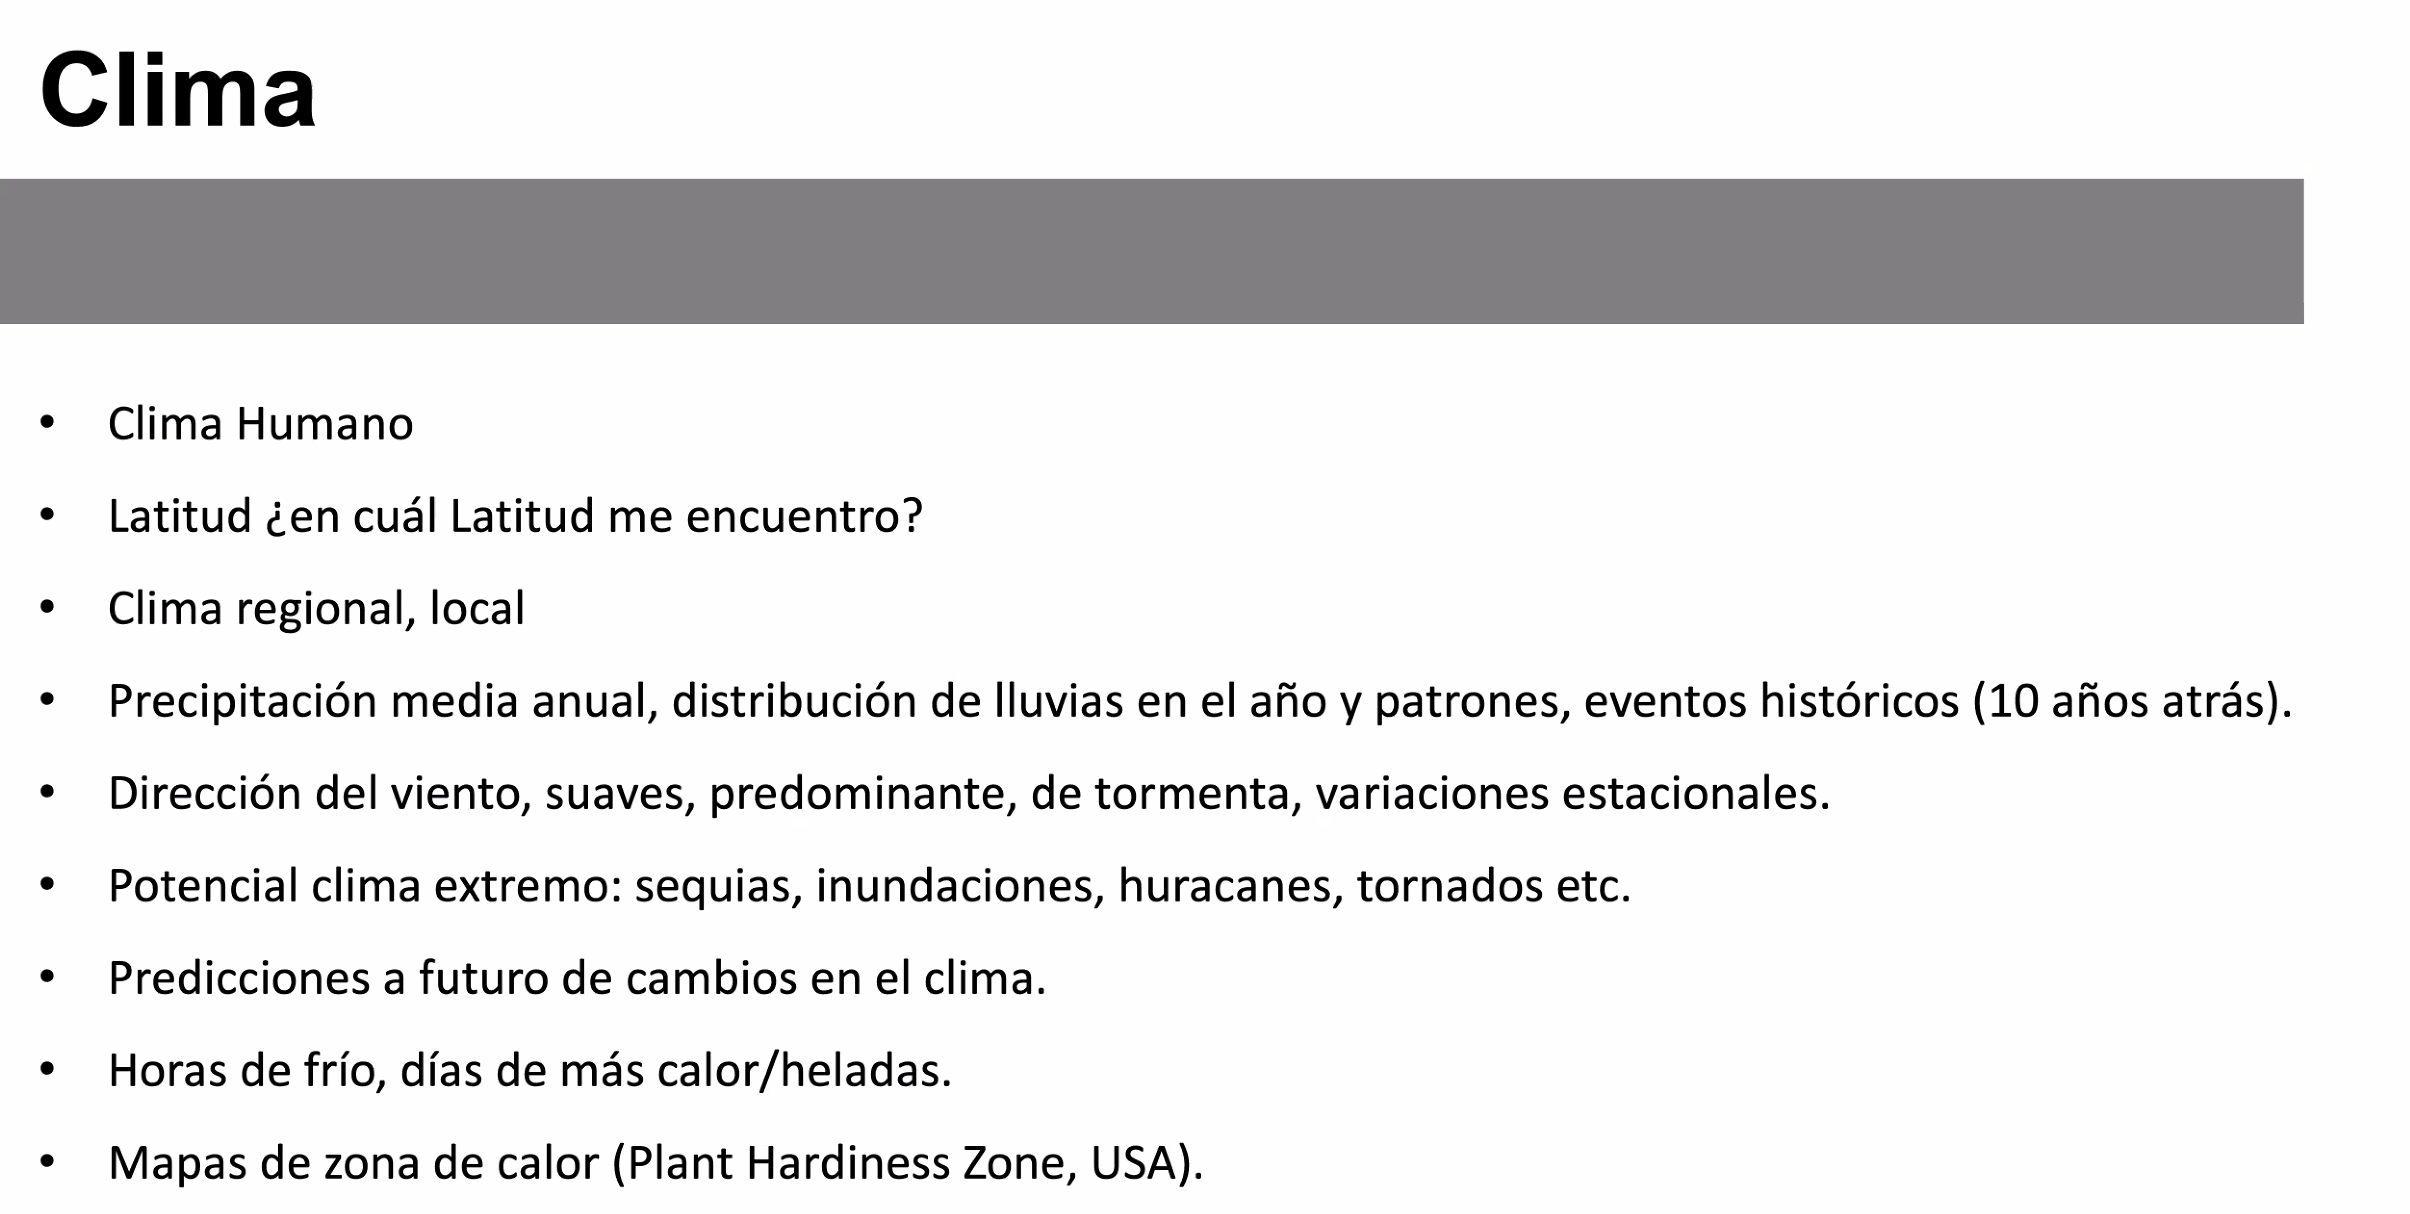 Clima
• Clima Humano
• Latitud ¿en cuál Latitud me encuentro?
• Clima regional, local
• Precipitación media anual, distribución de lluvias en el año y patrones, eventos históricos (10 años atrás).
• Dirección del viento, suaves, predominante, de tormenta, variaciones estacionales.
• Potencial clima extremo: sequias, inundaciones, huracanes, tornados etc.
• Predicciones a futuro de cambios en el clima.
• Horas de frío, días de más calor/heladas.
• Mapas de zona de calor (Plant Hardiness Zone, USA).